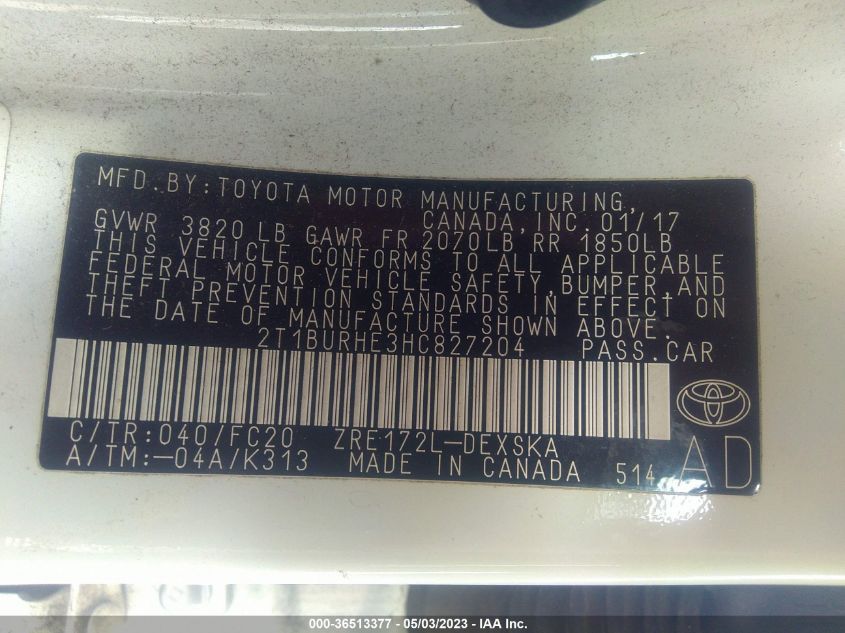 MFD.BY:TOYOTA MOTOR MANUFACTURING,
CANADA,INC.01/17
GVWR 3820LB GAWR FR2070LB RR 1850LB
THIS VEHICLE CONFORMS TO ALL APPLICABLE
FEDERAL MOTOR VEHICLE SAFETY,BUMPER,AND
THEFT PREVENTION STANDARDS IN EFFECT ON
THE DATE OF MANUFACTURE SHOWN ABOVE.
2T1BURHE3HC827204 PASS.CAR
C/TR:040/FC20 ZRE172L-DEXSKA
A/TM:-04A/K313 MADE IN CANADA 514
AD
000-36513377 - 05/03/2023 - IAA Inc.